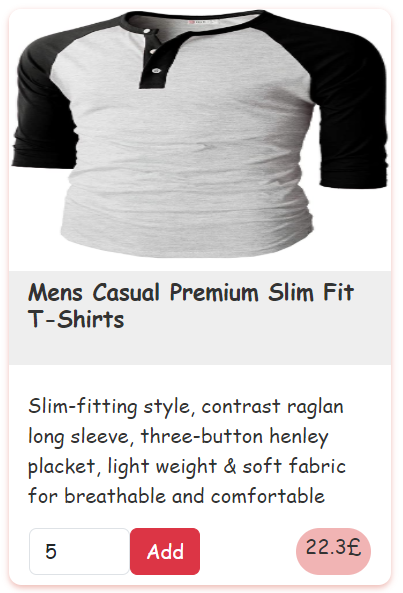 Mens Casual Premium Slim Fit
T-Shirts
Slim-fitting style, contrast raglan
long sleeve, three-button henley
placket, light weight & soft fabric
for breathable and comfortable
5 Add 22.3£